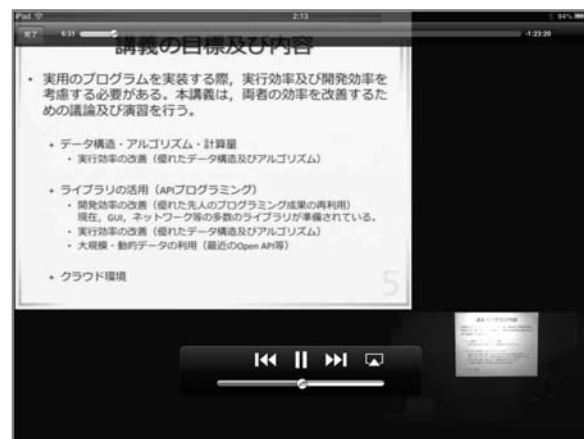 iPad
2:13
84%
完了
6:31
-1:23:20
講義の目標及び内容
• 実用のプログラムを実装する際，実行効率及び開発効率を
考慮する必要がある。本講義は，両者の効率を改善するた
めの議論及び演習を行う。
• データ構造・アルゴリズム・計算量
• 実行効率の改善（優れたデータ構造及びアルゴリズム）
• ライブラリの活用（APIプログラミング）
• 開発効率の改善（優れた先人のプログラミング成果の再利用）
現在，GUI，ネットワーク等の多数のライブラリが準備されている。
• 実行効率の改善（優れたデータ構造及びアルゴリズム）
• 大規模・動的データの利用（最近のOpen API等）
• クラウド環境
5